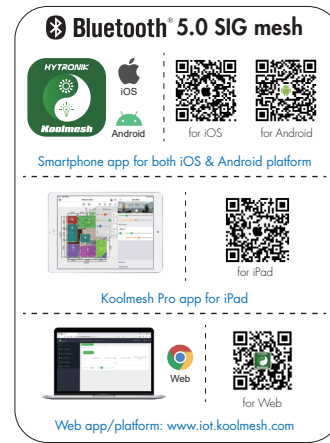 Bluetooth® 5.0 SIG mesh
HYTRONIK
Koolmesh
iOS
Android
for iOS
for Android
Smartphone app for both iOS & Android platform
for iPad
Koolmesh Pro app for iPad
Web
for Web
Web app/platform: www.iot.koolmesh.com